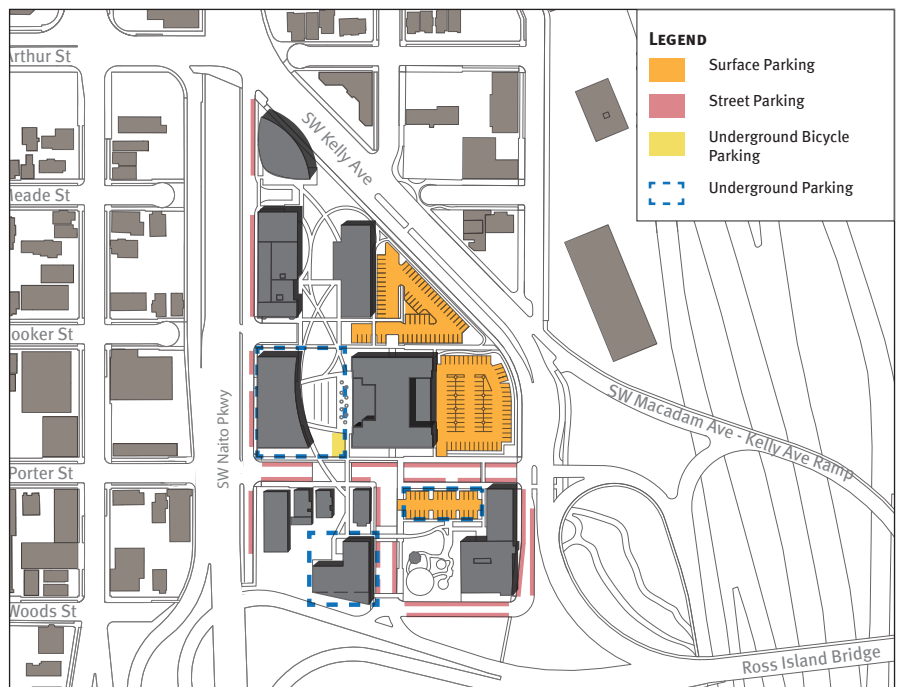 Arthur St
SW Kelly Ave
Meade St
ooker St
SW Naito Pkwy
Porter St
Woods St
SW Macadam Ave - Kelly Ave Ramp
Ross Island Bridge
LEGEND
Surface Parking
Street Parking
Underground Bicycle
Parking
Underground Parking